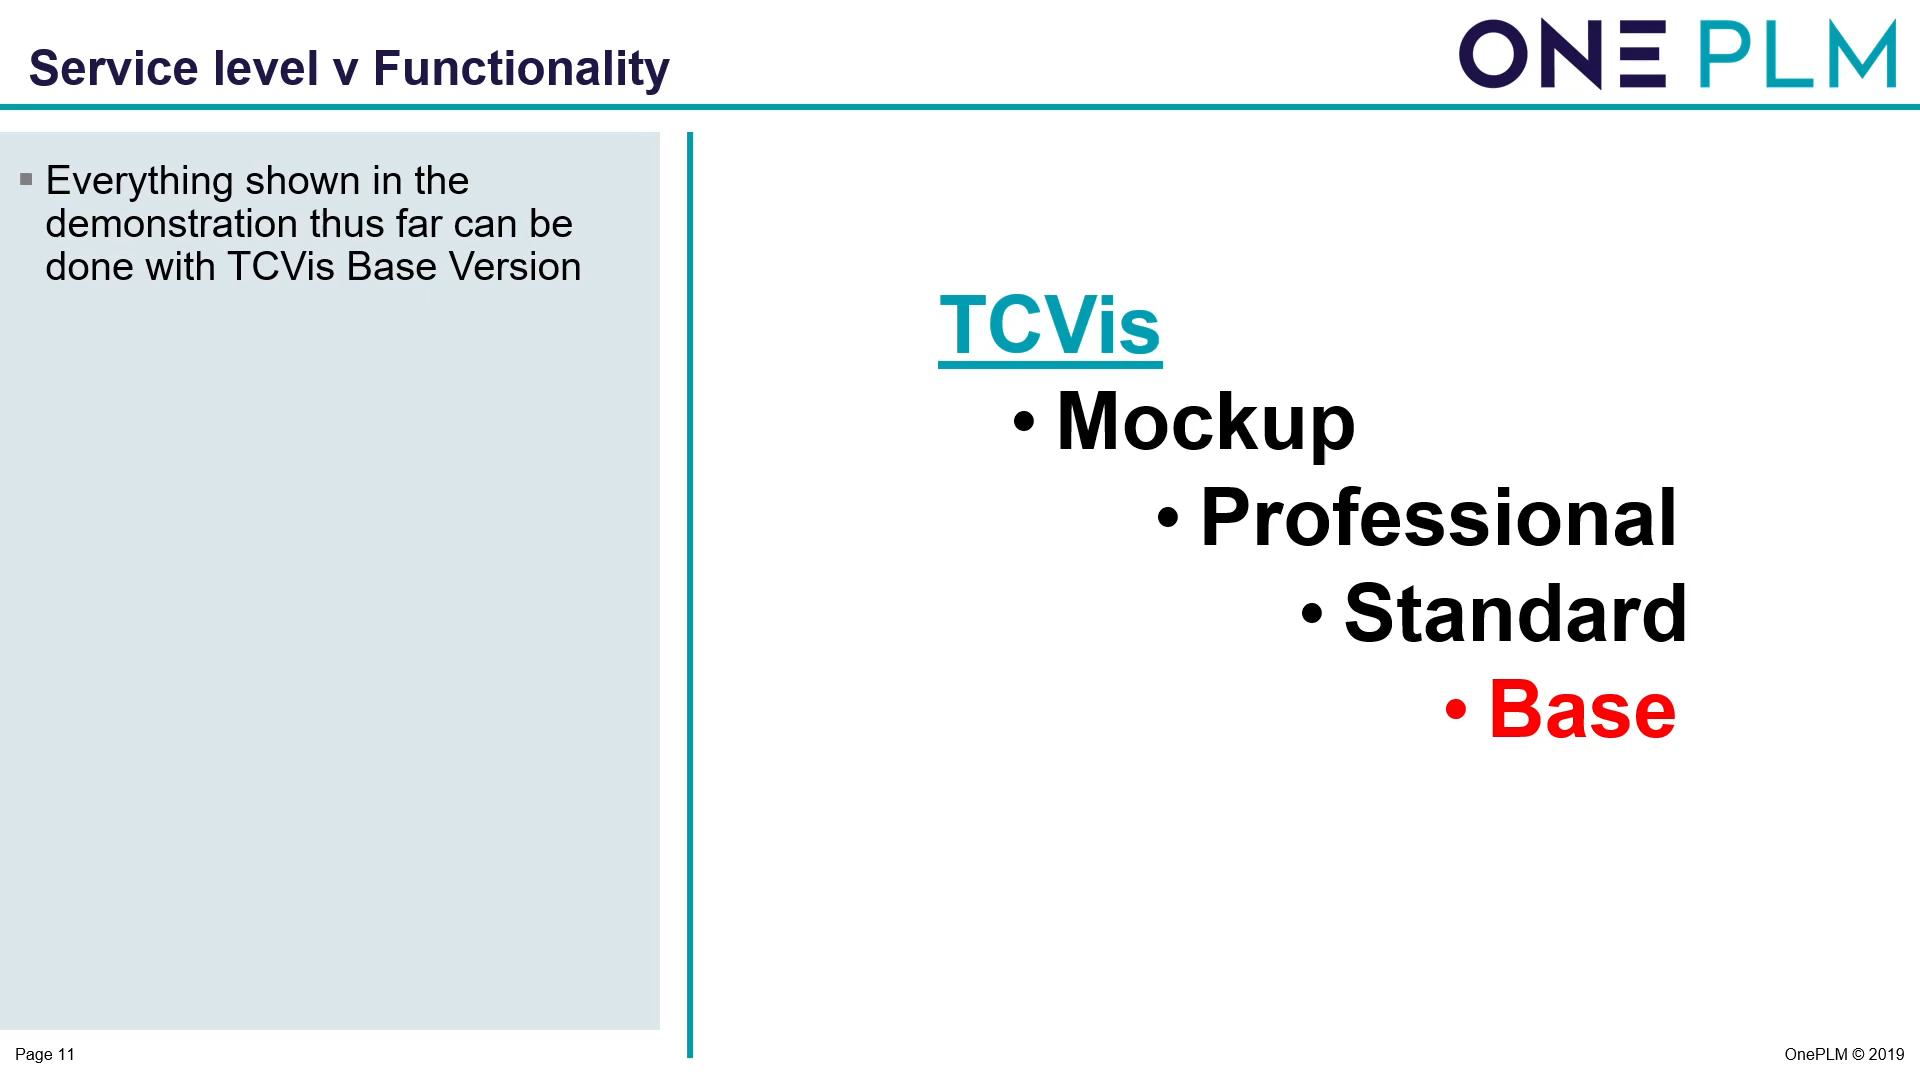 Service level v Functionality
ONE PLM
▪ Everything shown in the
demonstration thus far can be
done with TCVis Base Version
TCVis
• Mockup
• Professional
• Standard
• Base
Page 11
OnePLM © 2019